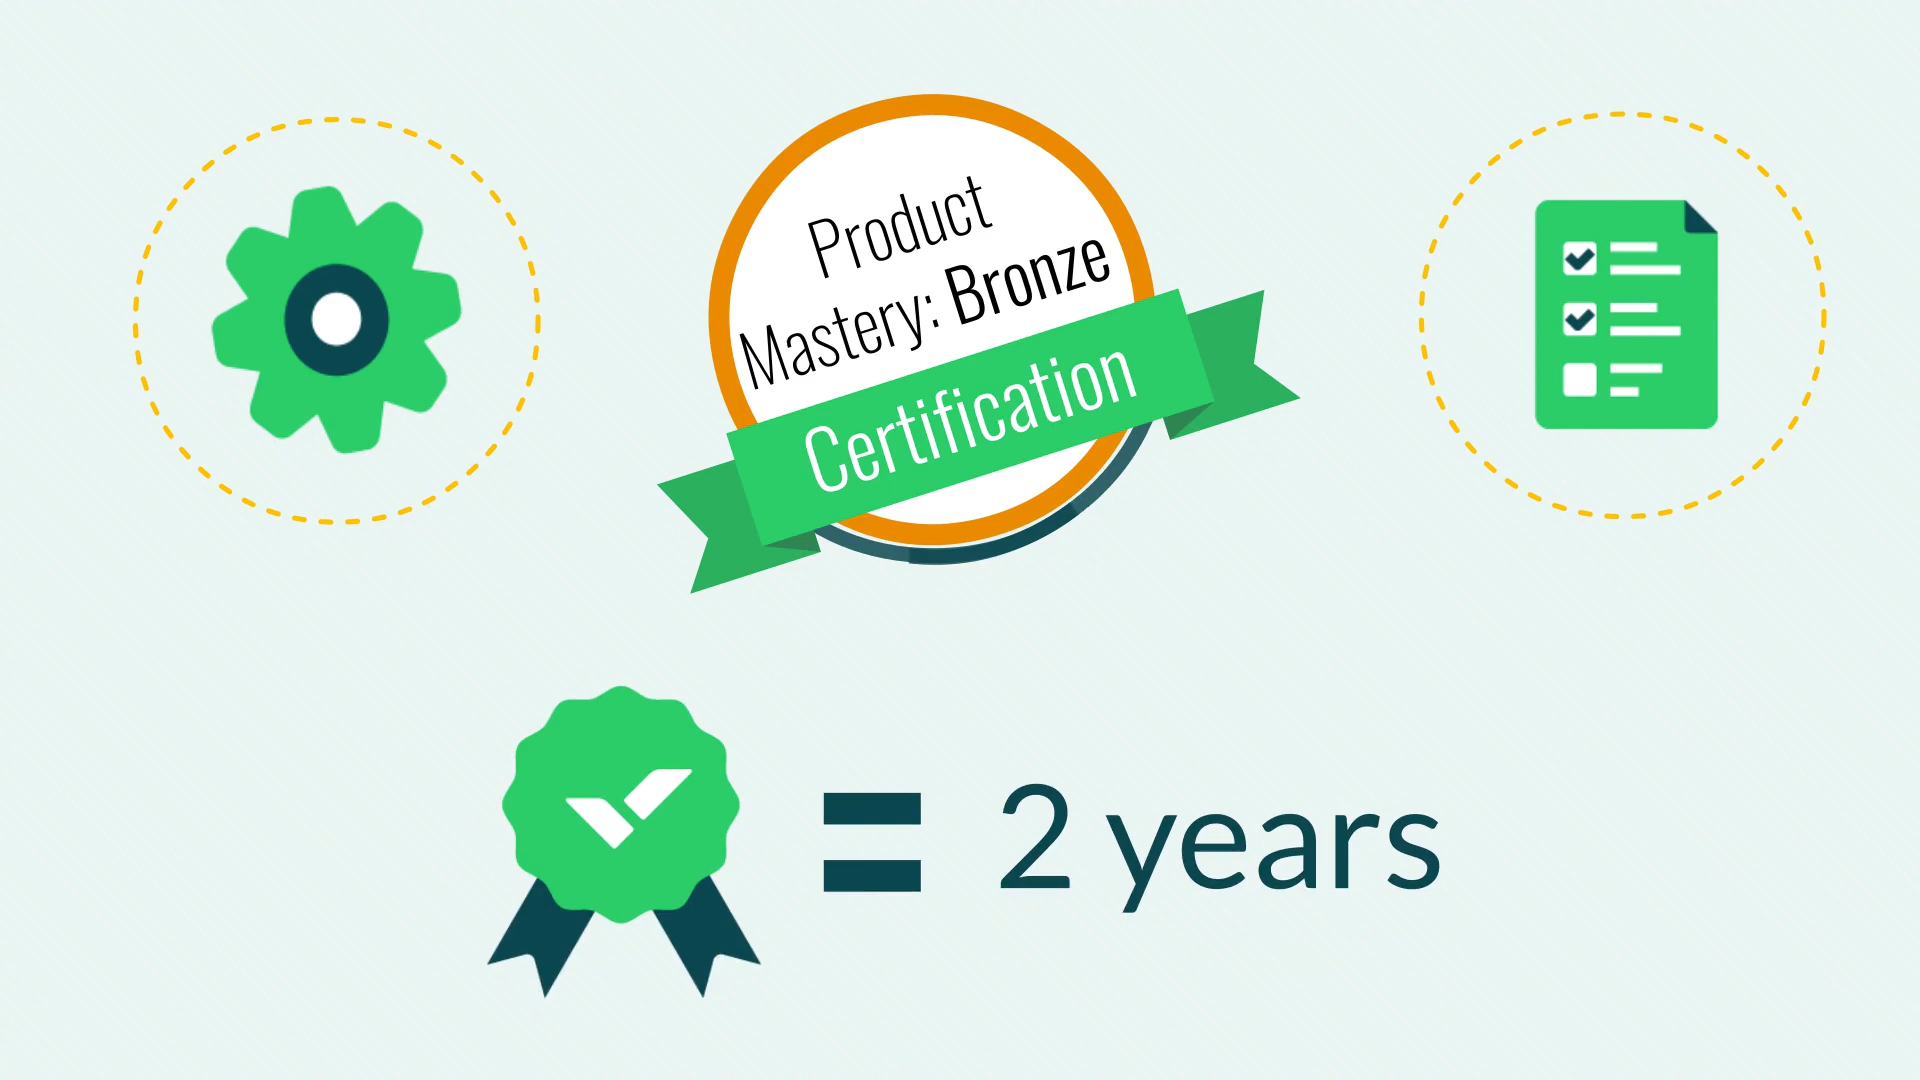 Product
Mastery: Bronze
Certification
= 2 years